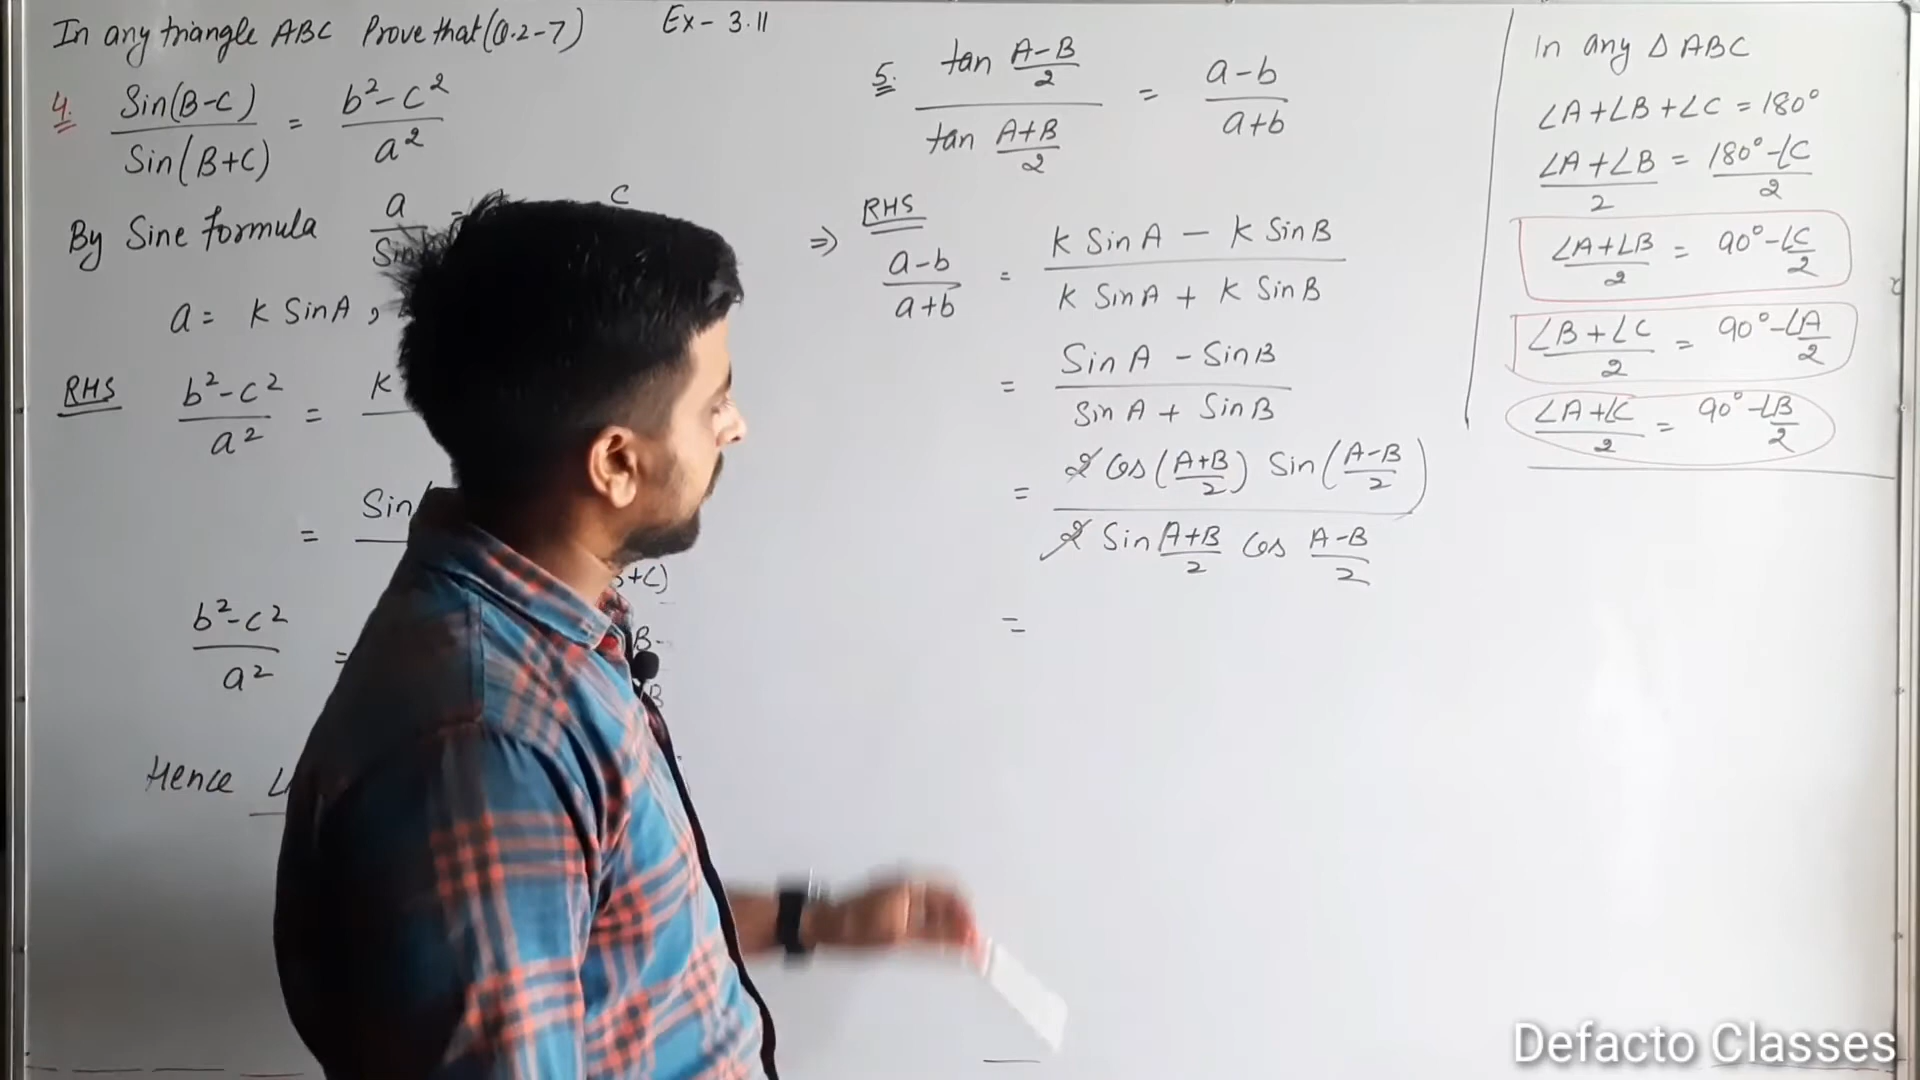 In any triangle ABC Prove that (Q.2-7) Ex- 3.11
4. Sin(B-C) / Sin(B+C) = b²-c² / a²
By Sine formula a / Sin
c
a = K SinA ,
RHS b²-c² / a² = K
= Sin
+C)
b²-c² / a² =
B-
B
Hence
5. tan A-B/2 / tan A+B/2 = a-b / a+b
RHS
⇒ a-b / a+b = K SinA - K SinB / K SinA + K SinB
= Sin A - SinB / Sin A + SinB
= 2 Cos(A+B/2) Sin(A-B/2) / 2 Sin A+B/2 Cos A-B/2
=
In any △ ABC
∠A+∠B+∠C = 180°
∠A+∠B / 2 = 180°-∠C / 2
∠A+∠B / 2 = 90°-∠C/2
∠B+∠C / 2 = 90°-∠A/2
∠A+∠C / 2 = 90°-∠B/2
Defacto Classes